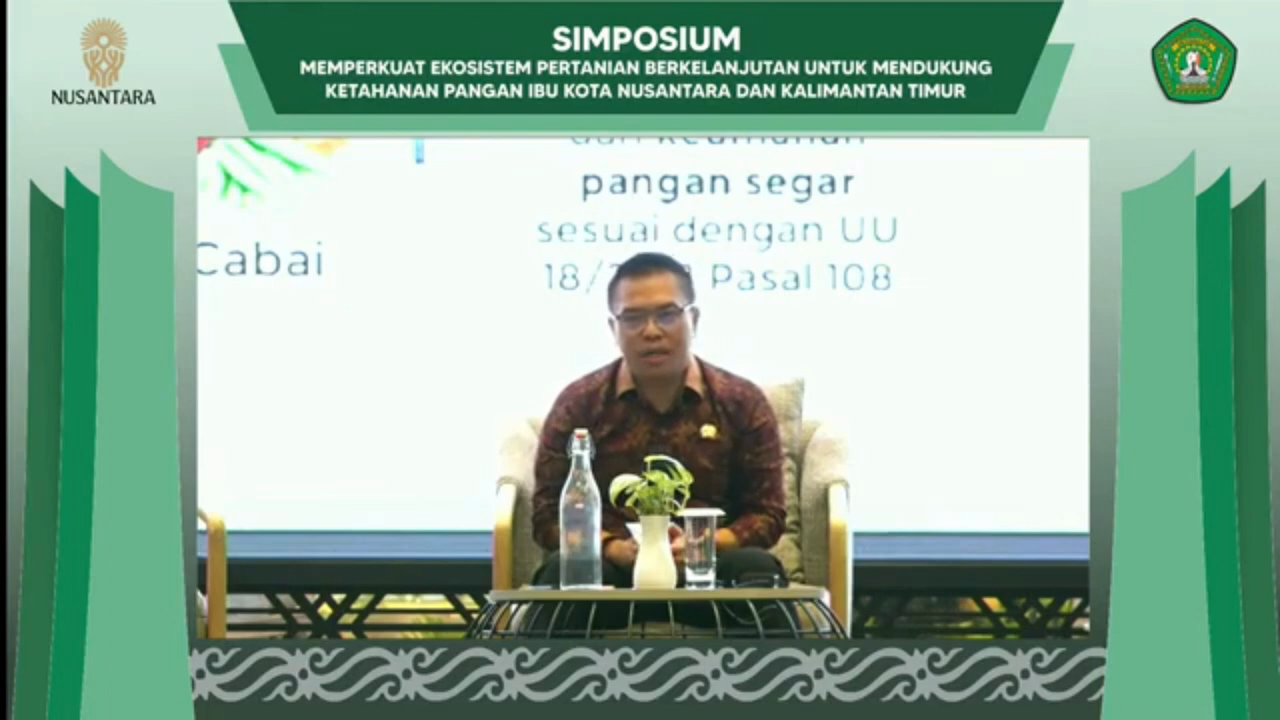 SIMPOSIUM
MEMPERKUAT EKOSISTEM PERTANIAN BERKELANJUTAN UNTUK MENDUKUNG
KETAHANAN PANGAN IBU KOTA NUSANTARA DAN KALIMANTAN TIMUR
NUSANTARA
pangan segar
sesuai dengan UU
18/ Pasal 108
Cabai